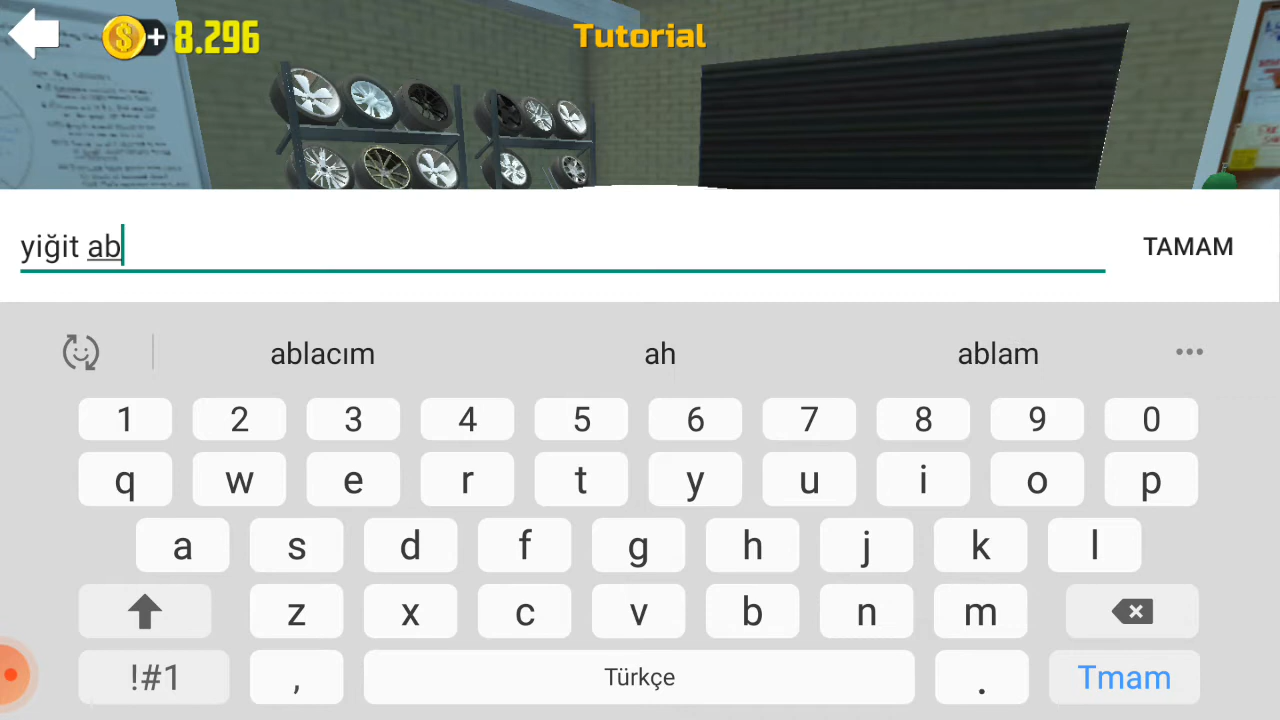 8.296
Tutorial
yiğit ab
TAMAM
ablacım ah ablam
1 2 3 4 5 6 7 8 9 0
q w e r t y u i o p
a s d f g h j k l
z x c v b n m
!#1 , Türkçe . Tmam